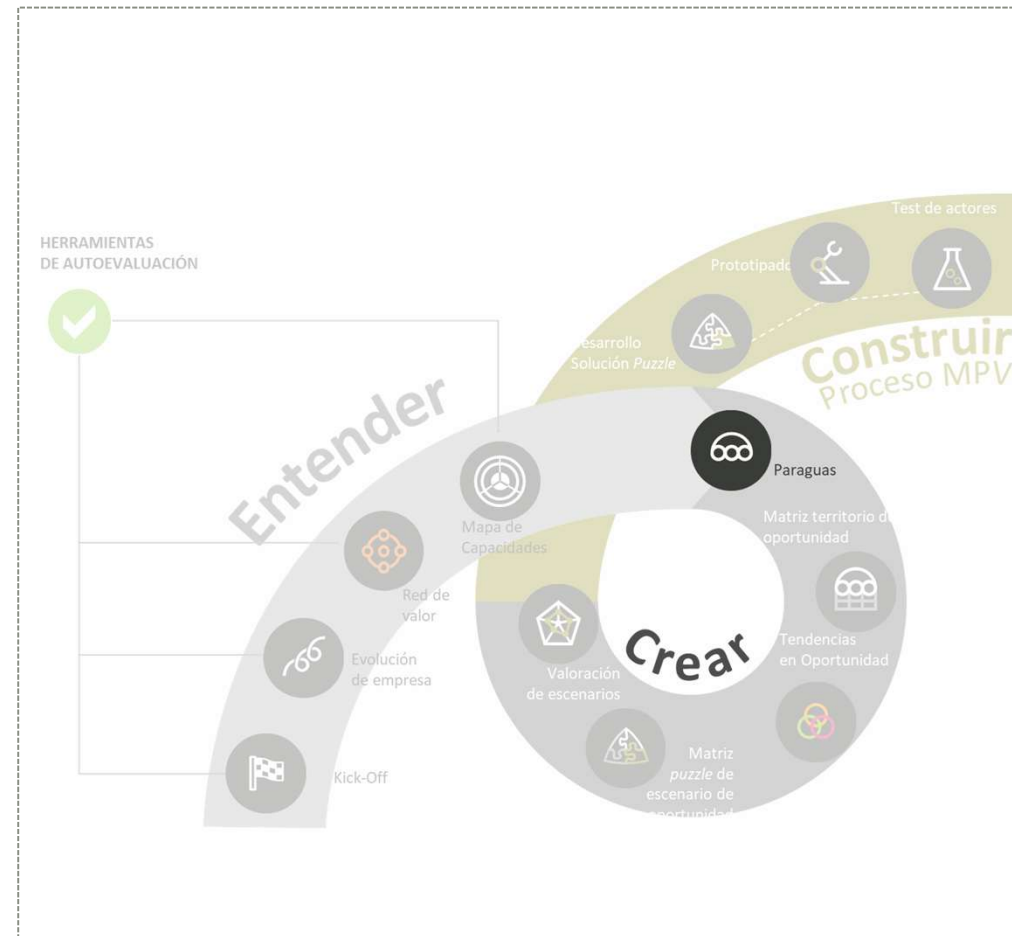 HERRAMIENTAS
DE AUTOEVALUACIÓN
Entender
Kick-Off
Evolución
de empresa
Red de
valor
Mapa de
Capacidades
Crear
Paraguas
Matriz territorio de
oportunidad
Tendencias
en Oportunidad
Matriz
puzzle de
escenario de
oportunidad
Valoración
de escenarios
Construir
Proceso MPV
Desarrollo
Solución Puzzle
Prototipado
Test de actores